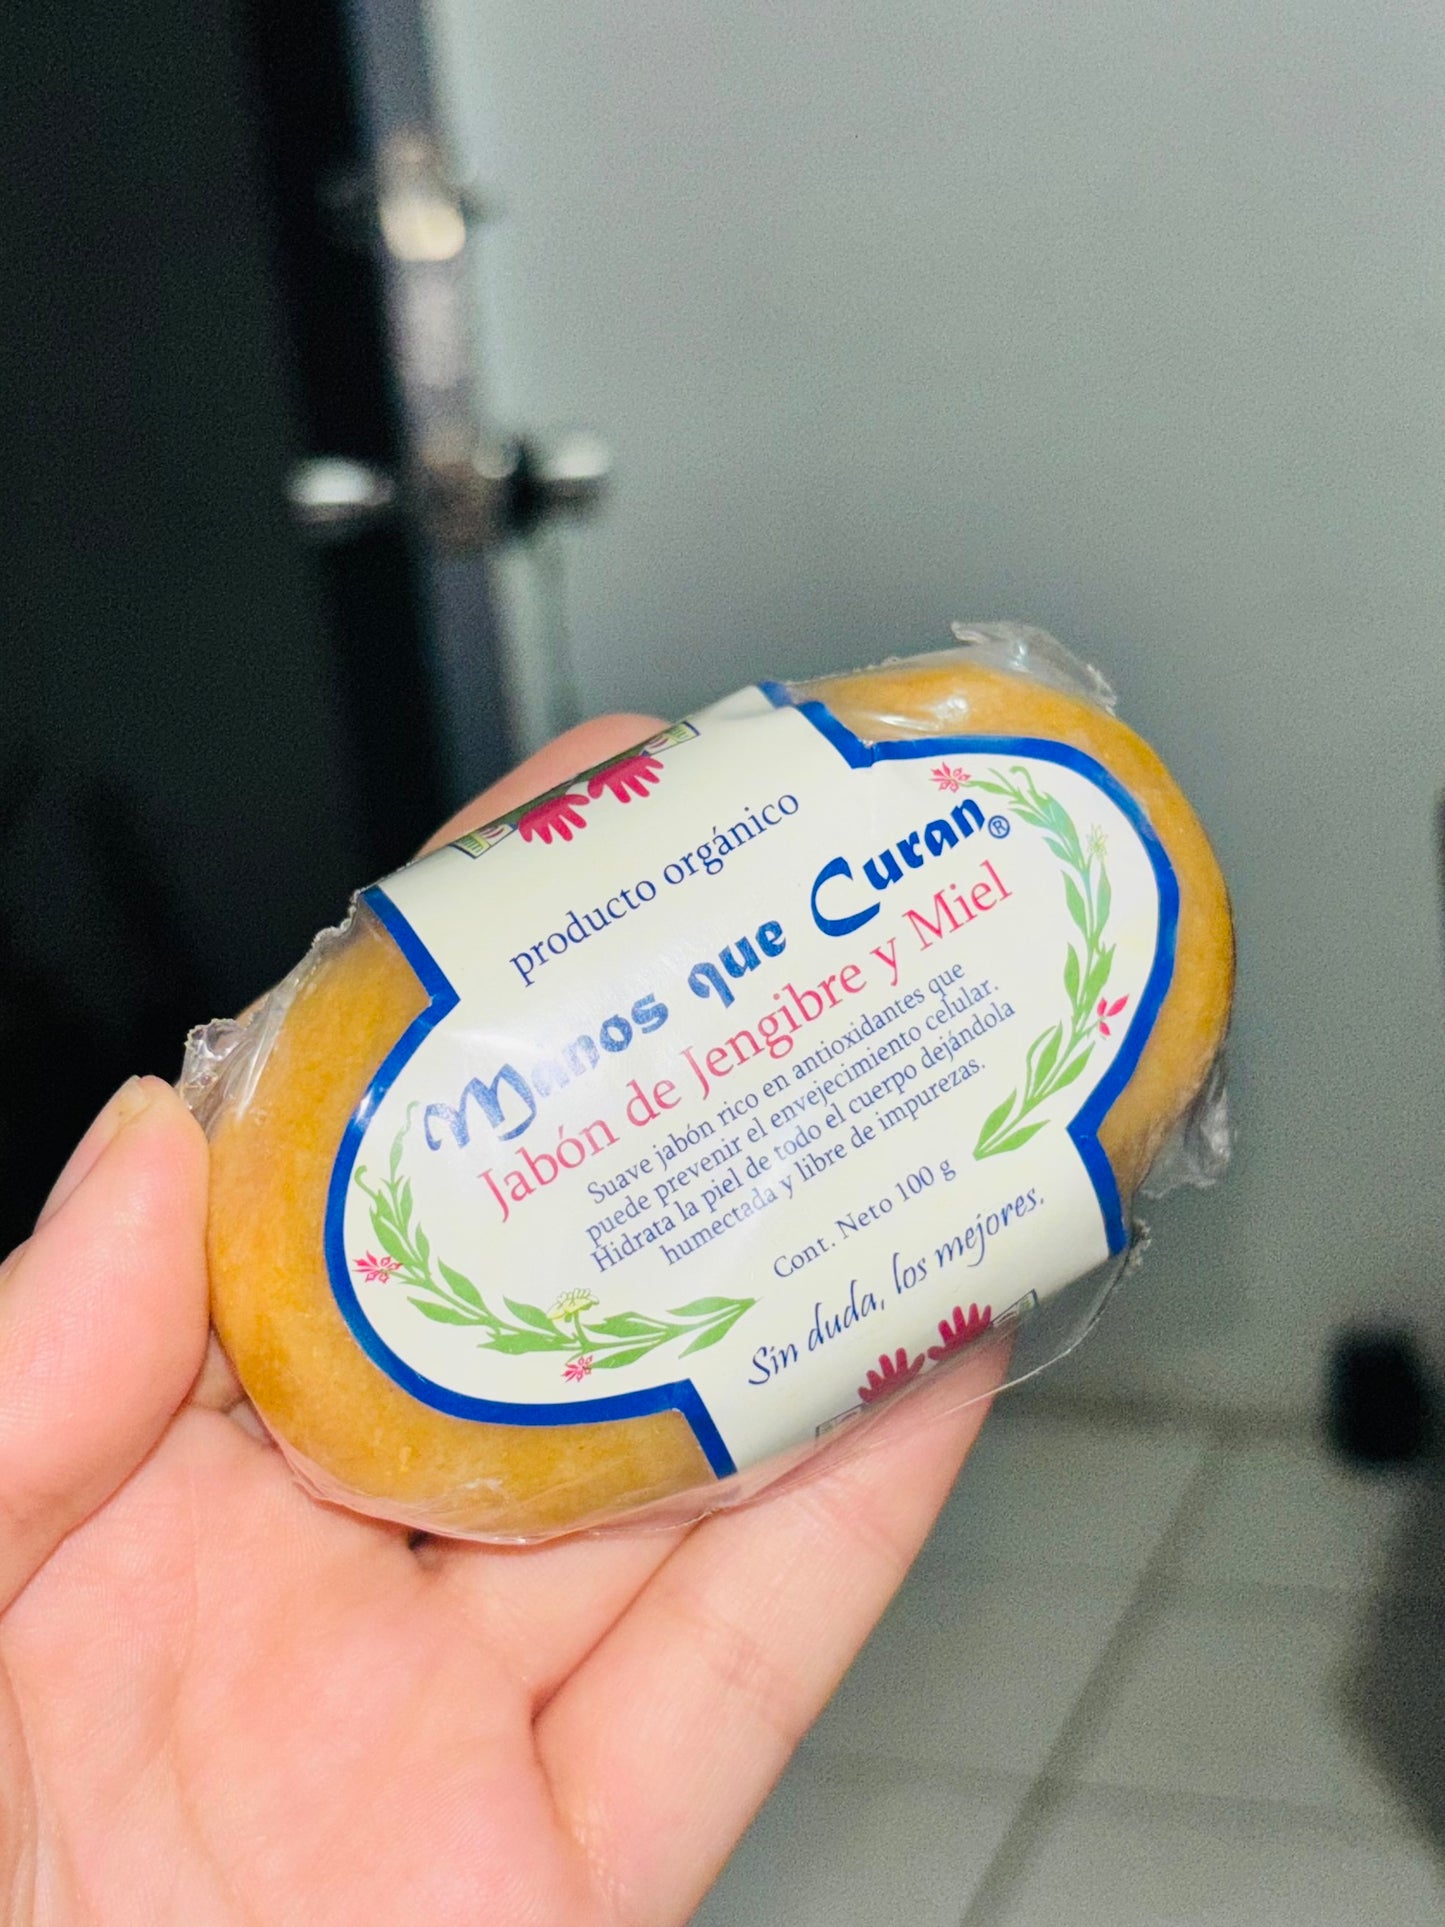 producto orgánico
Manos que Curan®
Jabón de Jengibre y Miel
Suave jabón rico en antioxidantes que
puede prevenir el envejecimiento celular.
Hidrata la piel de todo el cuerpo dejándola
humectada y libre de impurezas.
Cont. Neto 100 g
Sin duda, los mejores.